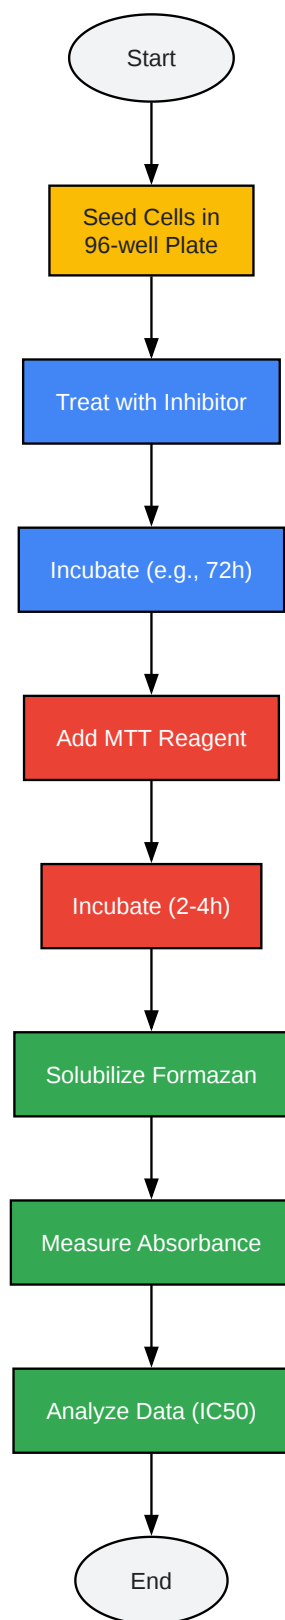 Start
Seed Cells in
96-well Plate
Treat with Inhibitor
Incubate (e.g., 72h)
Add MTT Reagent
Incubate (2-4h)
Solubilize Formazan
Measure Absorbance
Analyze Data (IC50)
End